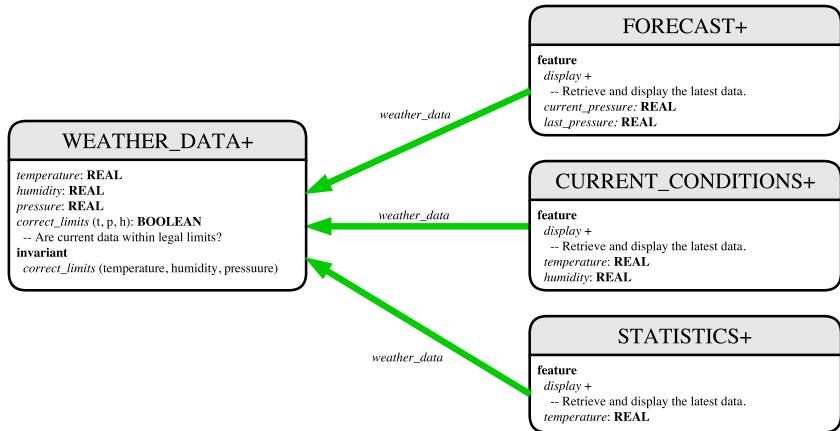 WEATHER_DATA+
temperature: REAL
humidity: REAL
pressure: REAL
correct_limits (t, p, h): BOOLEAN
-- Are current data within legal limits?
invariant
correct_limits (temperature, humidity, pressuure)
weather_data
weather_data
weather_data
FORECAST+
feature
display +
-- Retrieve and display the latest data.
current_pressure: REAL
last_pressure: REAL
CURRENT_CONDITIONS+
feature
display +
-- Retrieve and display the latest data.
temperature: REAL
humidity: REAL
STATISTICS+
feature
display +
-- Retrieve and display the latest data.
temperature: REAL